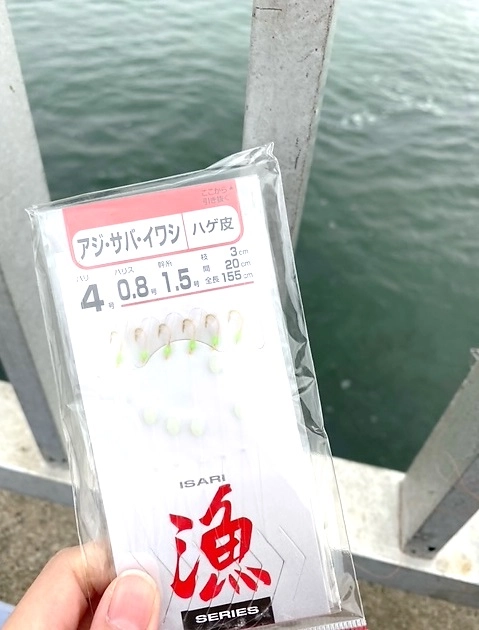 ここから
引き抜く
アジ・サバ・イワシ ハゲ皮
ハリ ハリス 幹糸 枝 3cm
4号 0.8号 1.5号 間 20cm
全長 155cm
ISARI
漁
SERIES